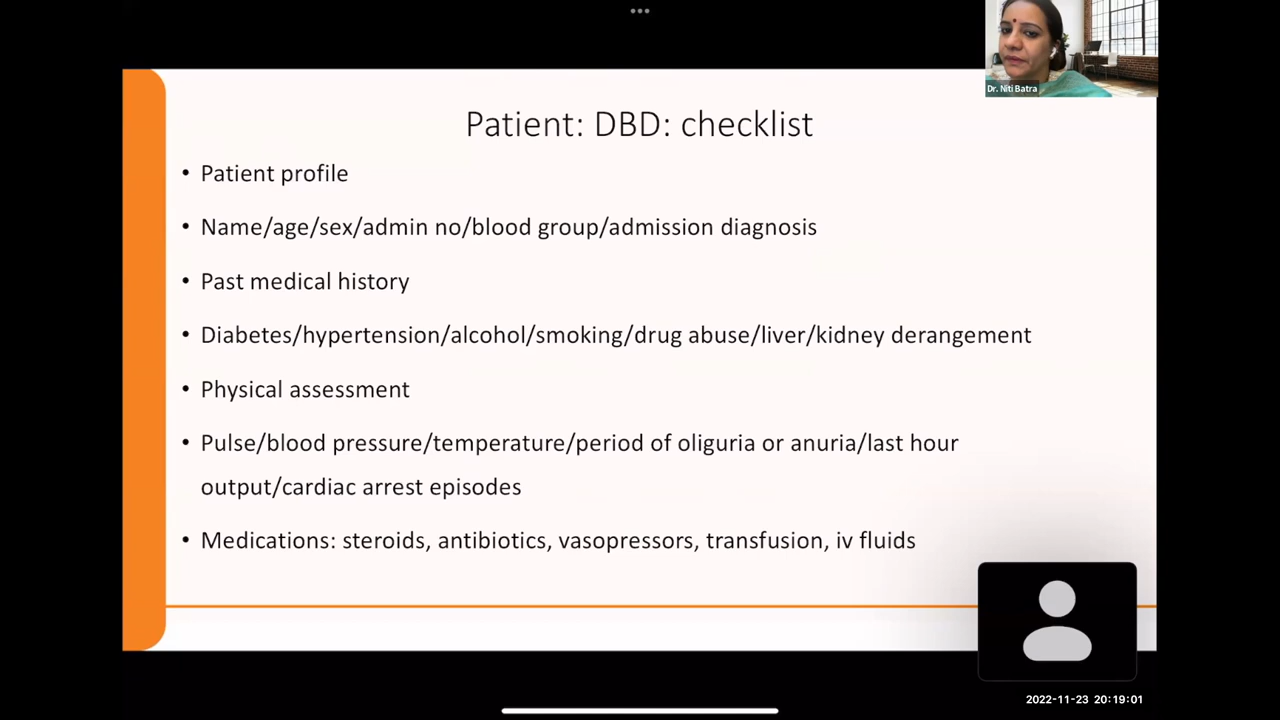 Dr. Niti Batra
Patient: DBD: checklist
• Patient profile
• Name/age/sex/admin no/blood group/admission diagnosis
• Past medical history
• Diabetes/hypertension/alcohol/smoking/drug abuse/liver/kidney derangement
• Physical assessment
• Pulse/blood pressure/temperature/period of oliguria or anuria/last hour
output/cardiac arrest episodes
• Medications: steroids, antibiotics, vasopressors, transfusion, iv fluids
2022-11-23 20:19:01